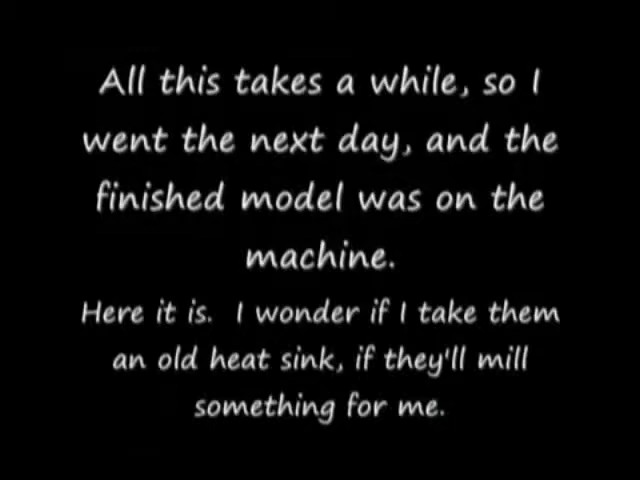 All this takes a while, so I
went the next day, and the
finished model was on the
machine.
Here it is.  I wonder if I take them
an old heat sink, if they'll mill
something for me.